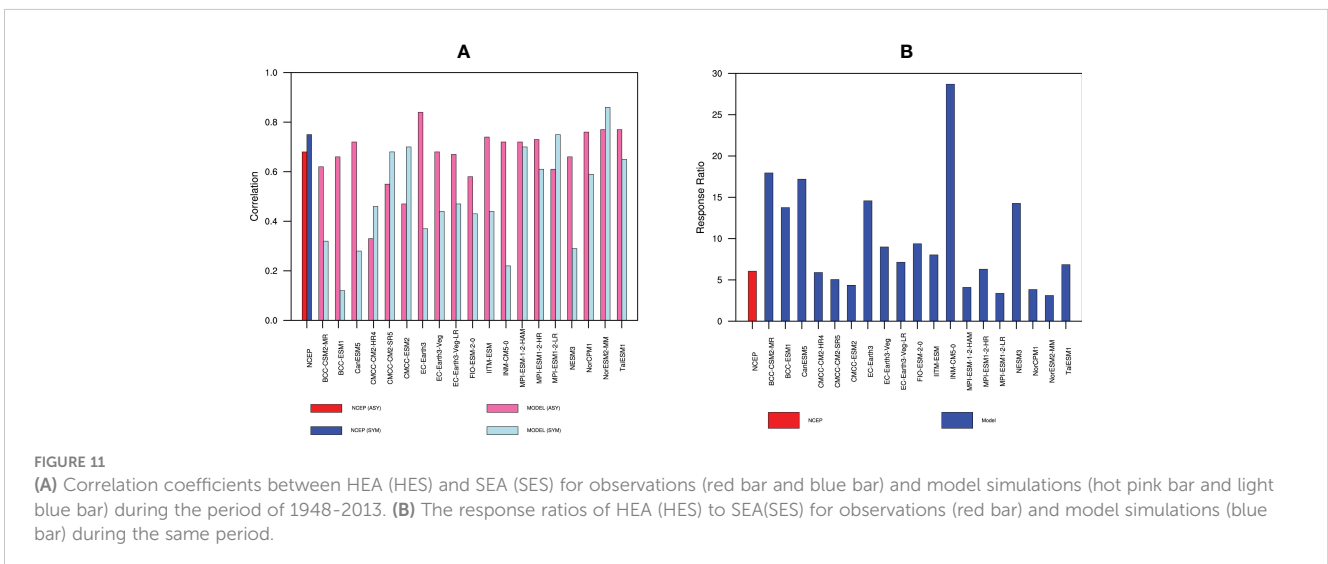 A
1.0
0.8
0.6
0.4
0.2
0.0
Correlation
NCEP
BCC-CSM2-MR
BCC-ESM1
CanESM5
CMCC-CM2-HR4
CMCC-CM2-SR5
CMCC-ESM2
EC-Earth3
EC-Earth3-Veg
EC-Earth3-Veg-LR
FIO-ESM-2-0
IITM-ESM
INM-CM5-0
MPI-ESM-1-2-HAM
MPI-ESM1-2-HR
MPI-ESM1-2-LR
NESM3
NorCPM1
NorESM2-MM
TaiESM1
NCEP (ASY)
MODEL (ASY)
NCEP (SYM)
MODEL (SYM)
B
30
25
20
15
10
5
0
Response Ratio
NCEP
BCC-CSM2-MR
BCC-ESM1
CanESM5
CMCC-CM2-HR4
CMCC-CM2-SR5
CMCC-ESM2
EC-Earth3
EC-Earth3-Veg
EC-Earth3-Veg-LR
FIO-ESM-2-0
IITM-ESM
INM-CM5-0
MPI-ESM-1-2-HAM
MPI-ESM1-2-HR
MPI-ESM1-2-LR
NESM3
NorCPM1
NorESM2-MM
TaiESM1
NCEP
Model
FIGURE 11
(A) Correlation coefficients between HEA (HES) and SEA (SES) for observations (red bar and blue bar) and model simulations (hot pink bar and light
blue bar) during the period of 1948-2013. (B) The response ratios of HEA (HES) to SEA(SES) for observations (red bar) and model simulations (blue
bar) during the same period.